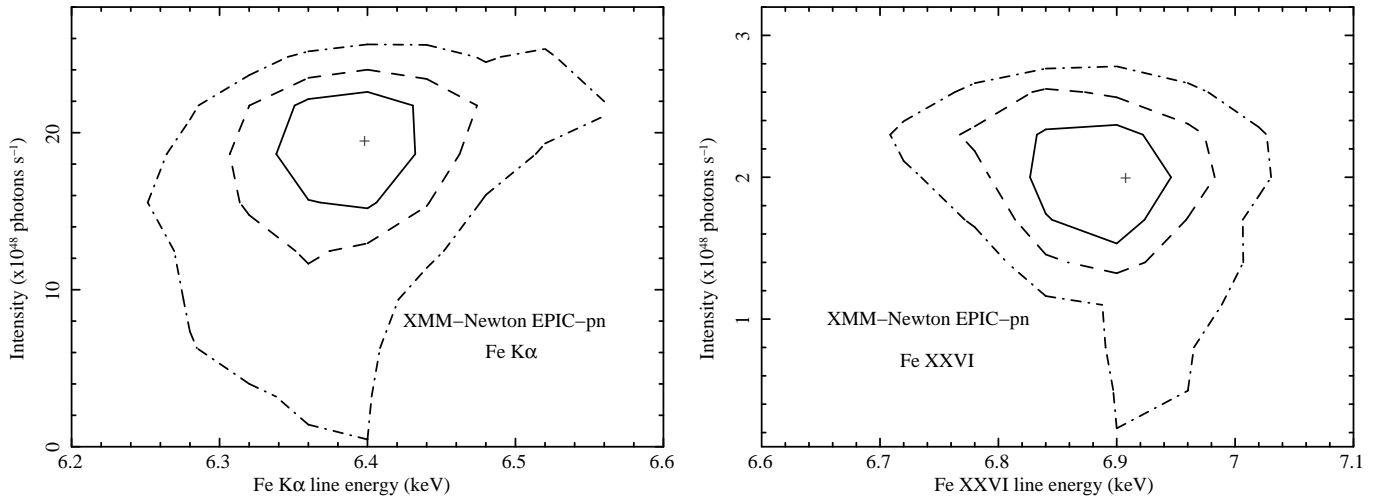 Intensity (x10⁴⁸ photons s⁻¹)
20
10
0
XMM−Newton EPIC−pn
Fe Kα
6.2 6.3 6.4 6.5 6.6
Fe Kα line energy (keV)
Intensity (x10⁴⁸ photons s⁻¹)
3
2
1
XMM−Newton EPIC−pn
Fe XXVI
6.6 6.7 6.8 6.9 7 7.1
Fe XXVI line energy (keV)